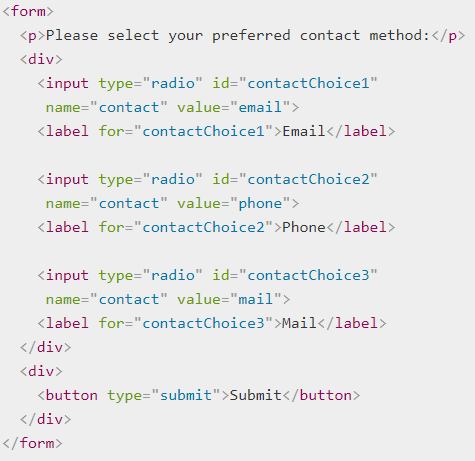 <form>
  <p>Please select your preferred contact method:</p>
  <div>
    <input type="radio" id="contactChoice1"
     name="contact" value="email">
    <label for="contactChoice1">Email</label>

    <input type="radio" id="contactChoice2"
     name="contact" value="phone">
    <label for="contactChoice2">Phone</label>

    <input type="radio" id="contactChoice3"
     name="contact" value="mail">
    <label for="contactChoice3">Mail</label>
  </div>
  <div>
    <button type="submit">Submit</button>
  </div>
</form>